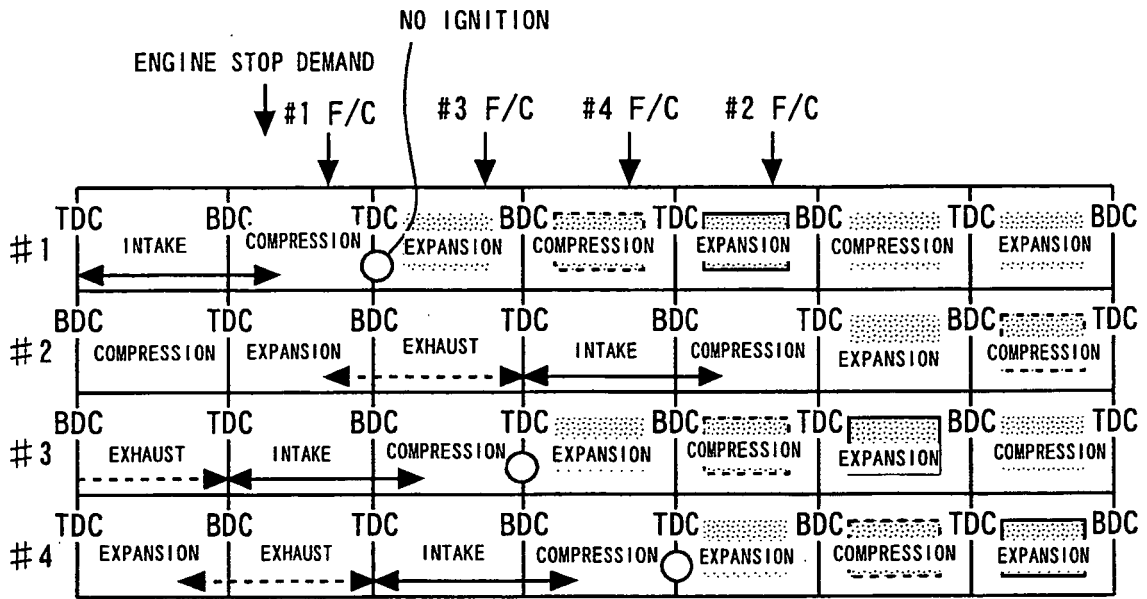 NO IGNITION
ENGINE STOP DEMAND
#1 F/C #3 F/C #4 F/C #2 F/C
TDC BDC TDC BDC TDC BDC TDC BDC
#1 INTAKE COMPRESSION EXPANSION COMPRESSION EXPANSION COMPRESSION EXPANSION
BDC TDC BDC TDC BDC TDC BDC TDC
#2 COMPRESSION EXPANSION EXHAUST INTAKE COMPRESSION EXPANSION COMPRESSION
BDC TDC BDC TDC BDC TDC BDC TDC
#3 EXHAUST INTAKE COMPRESSION EXPANSION COMPRESSION EXPANSION COMPRESSION
TDC BDC TDC BDC TDC BDC TDC BDC
#4 EXPANSION EXHAUST INTAKE COMPRESSION EXPANSION COMPRESSION EXPANSION